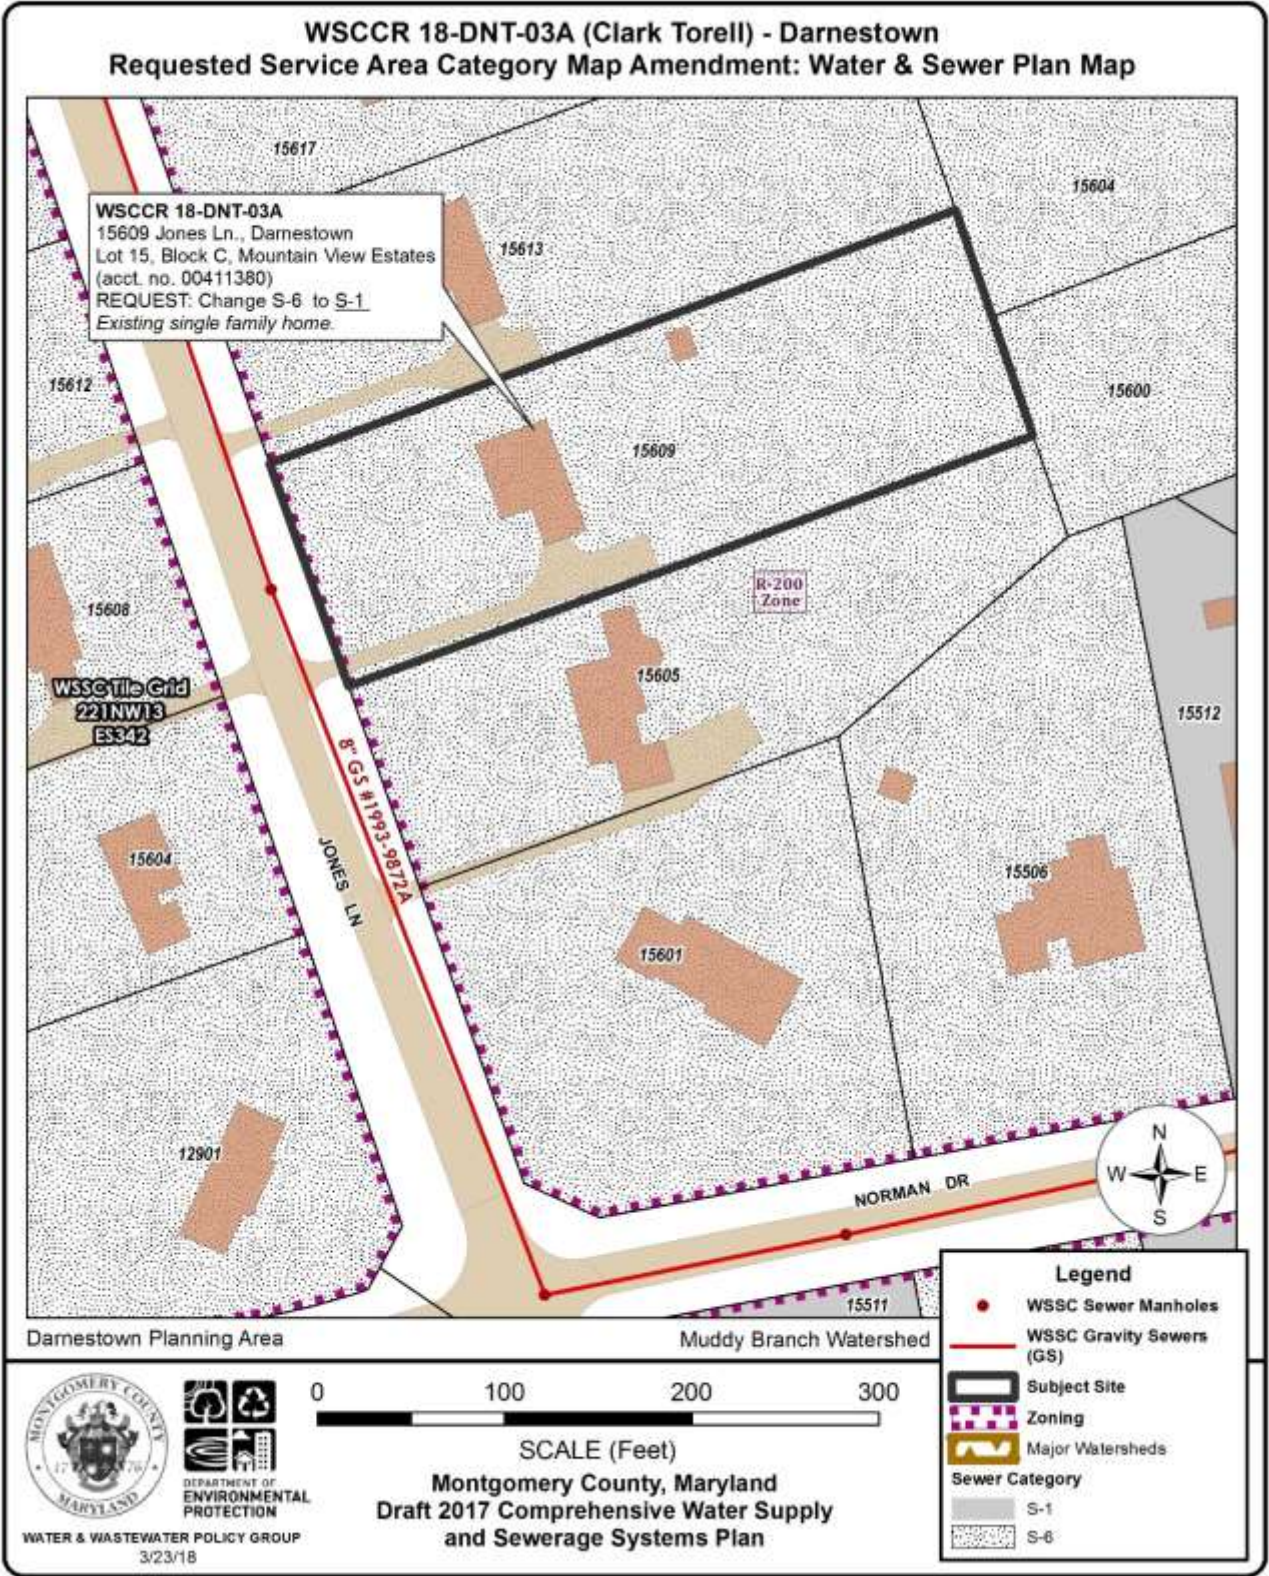 WSCCR 18-DNT-03A (Clark Torell) - Darnestown
Requested Service Area Category Map Amendment: Water & Sewer Plan Map
15617
15604
WSCCR 18-DNT-03A
15609 Jones Ln., Darnestown
Lot 15, Block C, Mountain View Estates
(acct. no. 00411380)
REQUEST: Change S-6 to S-1
Existing single family home.
15613
15612
15600
15609
R-200
Zone
15608
15605
WSSC Tile Grid
221NW13
ES342
15512
8" GS #1993-9872A
JONES LN
15604
15506
15601
12901
NORMAN DR
N
W E
S
15511
Darnestown Planning Area
Muddy Branch Watershed
Legend
WSSC Sewer Manholes
WSSC Gravity Sewers
(GS)
Subject Site
Zoning
Major Watersheds
Sewer Category
S-1
S-6
MONTGOMERY COUNTY
17 76
MARYLAND
DEPARTMENT OF
ENVIRONMENTAL
PROTECTION
WATER & WASTEWATER POLICY GROUP
3/23/18
0 100 200 300
SCALE (Feet)
Montgomery County, Maryland
Draft 2017 Comprehensive Water Supply
and Sewerage Systems Plan